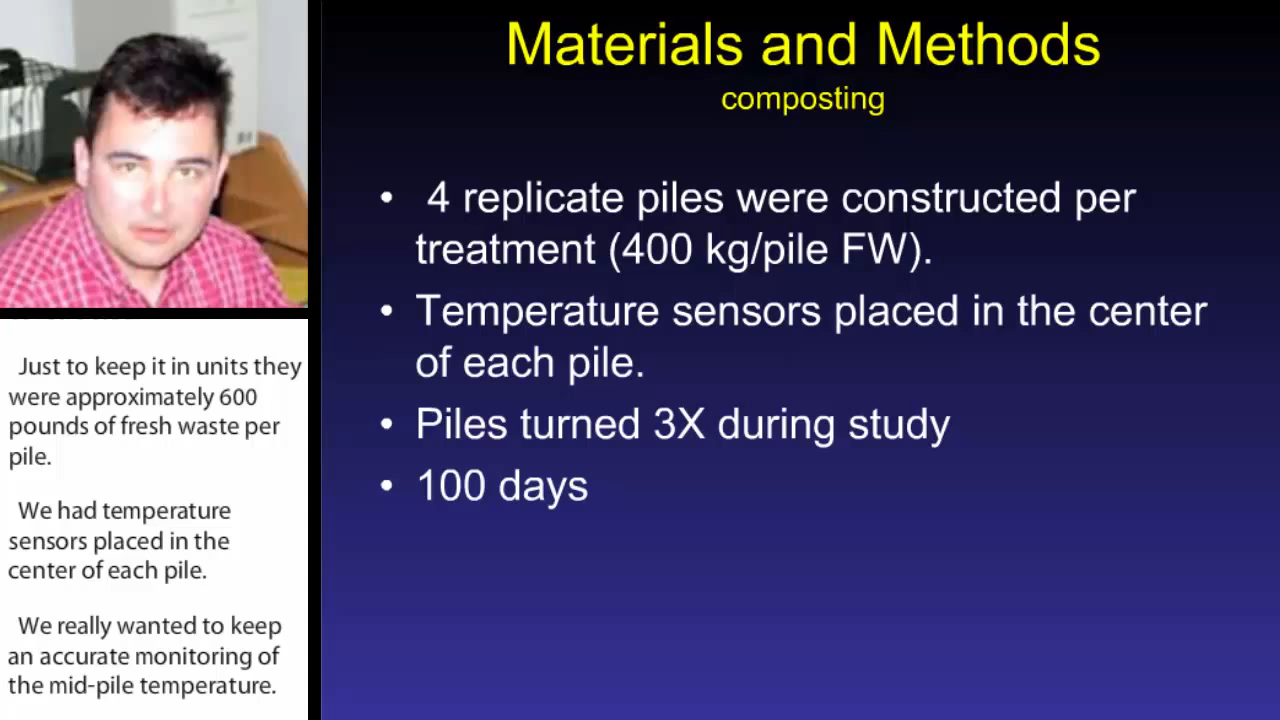 Materials and Methods
composting
• 4 replicate piles were constructed per
treatment (400 kg/pile FW).
• Temperature sensors placed in the center
of each pile.
• Piles turned 3X during study
• 100 days
Just to keep it in units they
were approximately 600
pounds of fresh waste per
pile.
We had temperature
sensors placed in the
center of each pile.
We really wanted to keep
an accurate monitoring of
the mid-pile temperature.